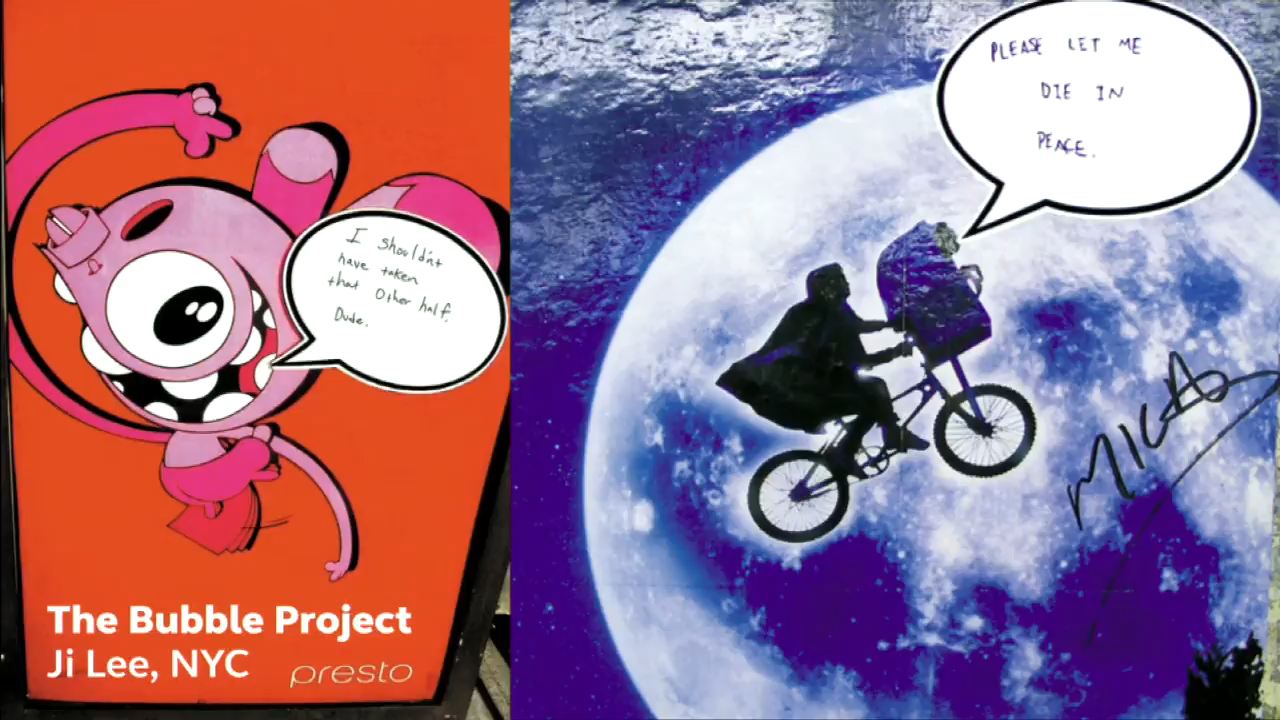 I shouldn't
have taken
that Other half.
Dude.
The Bubble Project
Ji Lee, NYC
presto
PLEASE LET ME
DIE IN
PEACE.
MICA